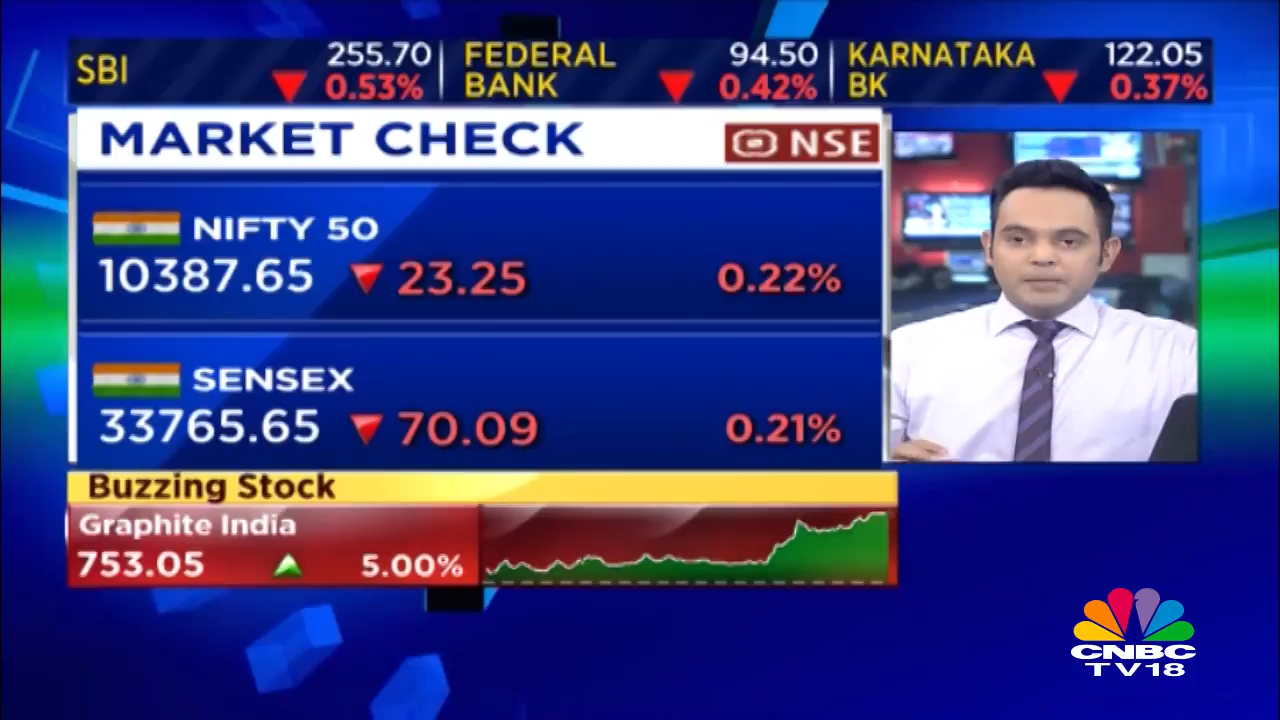 SBI 255.70 0.53%
FEDERAL BANK 94.50 0.42%
KARNATAKA BK 122.05 0.37%
MARKET CHECK NSE
NIFTY 50
10387.65 23.25 0.22%
SENSEX
33765.65 70.09 0.21%
Buzzing Stock
Graphite India
753.05 5.00%
CNBC
TV18